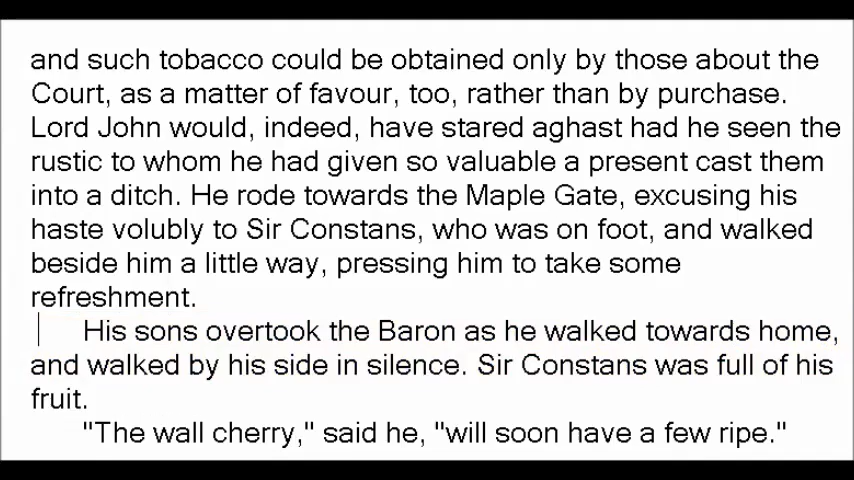 and such tobacco could be obtained only by those about the
Court, as a matter of favour, too, rather than by purchase.
Lord John would, indeed, have stared aghast had he seen the
rustic to whom he had given so valuable a present cast them
into a ditch. He rode towards the Maple Gate, excusing his
haste volubly to Sir Constans, who was on foot, and walked
beside him a little way, pressing him to take some
refreshment.
His sons overtook the Baron as he walked towards home,
and walked by his side in silence. Sir Constans was full of his
fruit.
"The wall cherry," said he, "will soon have a few ripe."